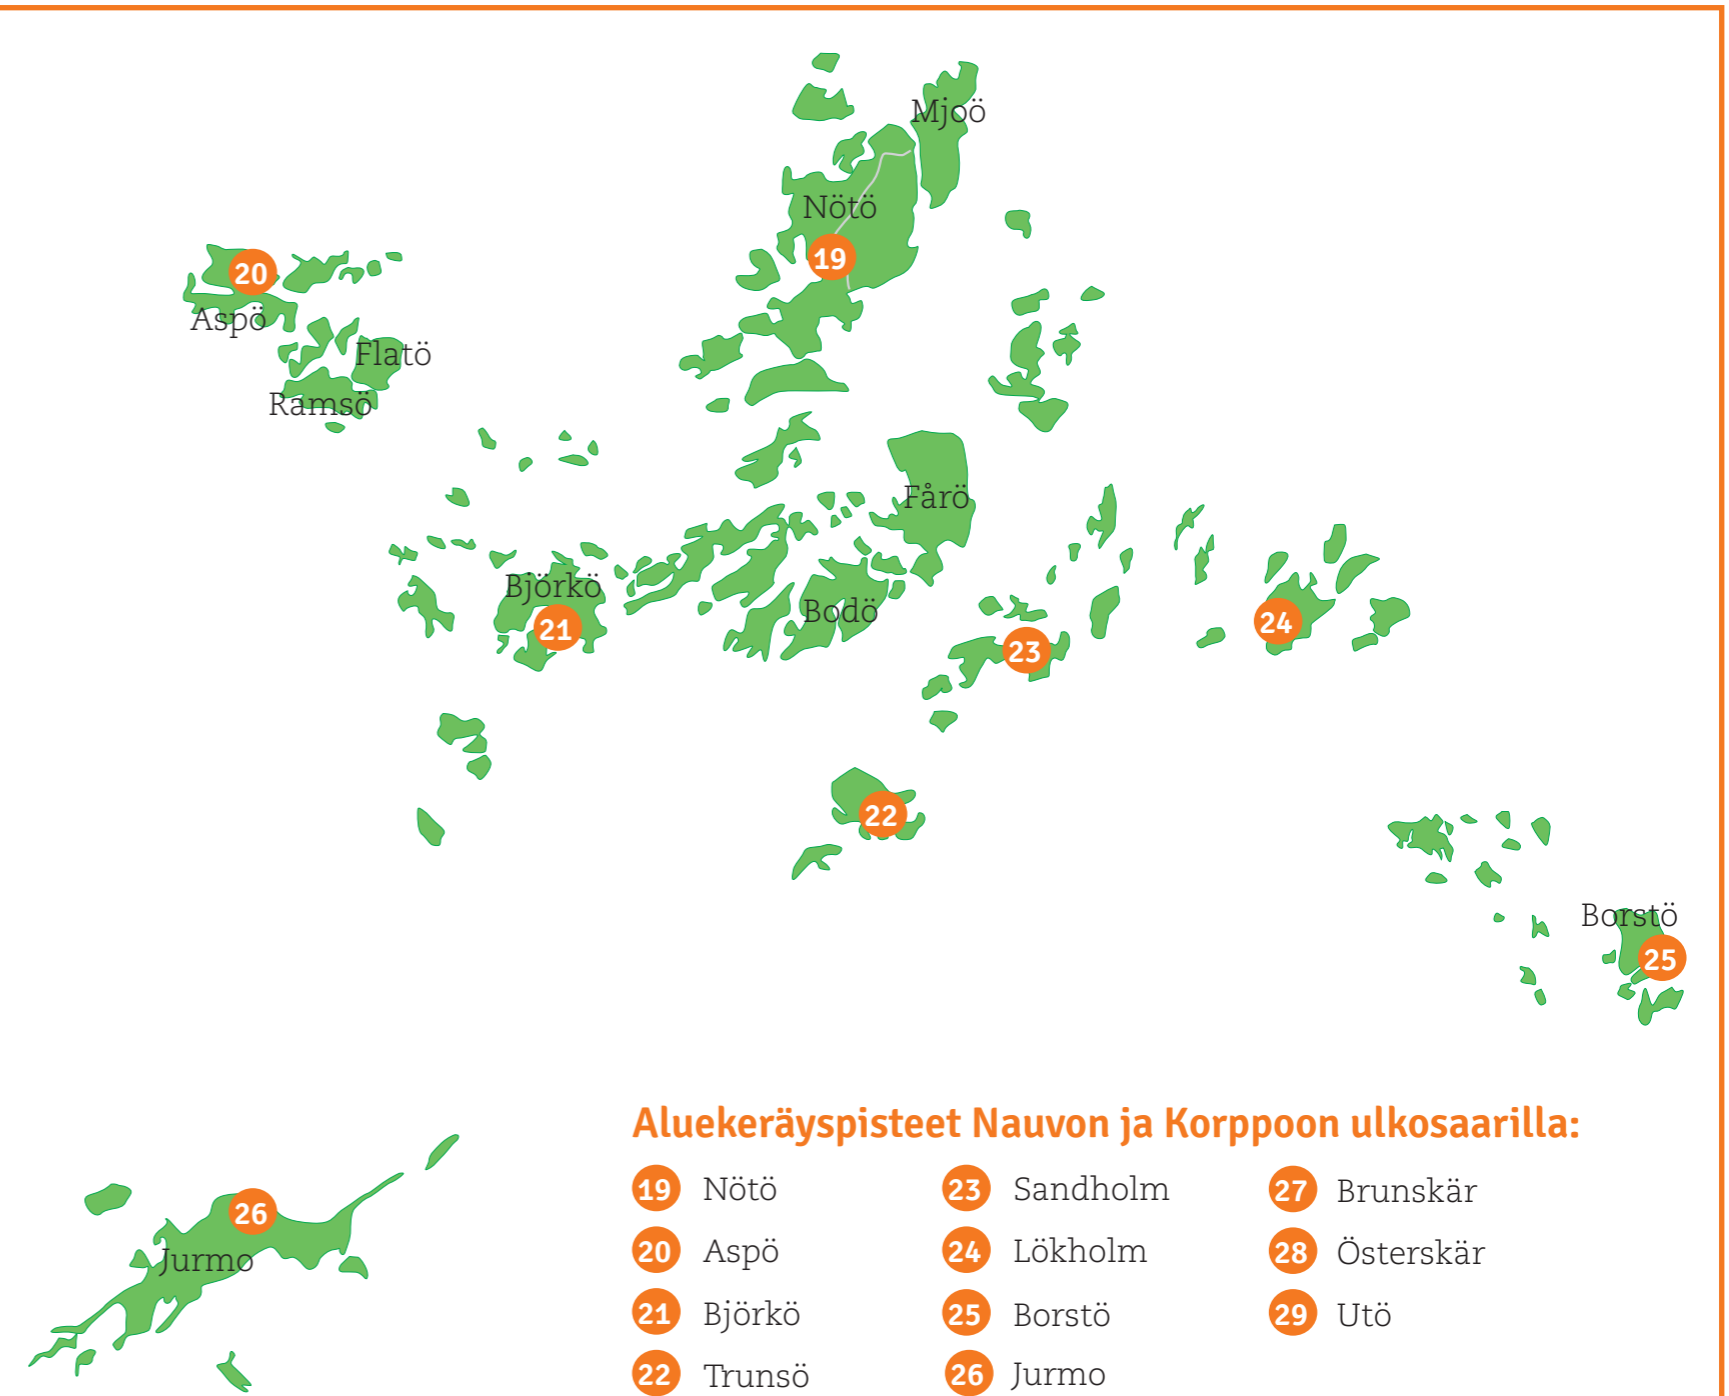 Mjoö
Nötö
19
20
Aspö
Flatö
Ramsö
Fårö
Björkö
21
Bodö
24
23
22
Borstö
25
26
Jurmo
Aluekeräyspisteet Nauvon ja Korppoon ulkosaarilla:
19 Nötö
20 Aspö
21 Björkö
22 Trunsö
23 Sandholm
24 Lökholm
25 Borstö
26 Jurmo
27 Brunskär
28 Österskär
29 Utö